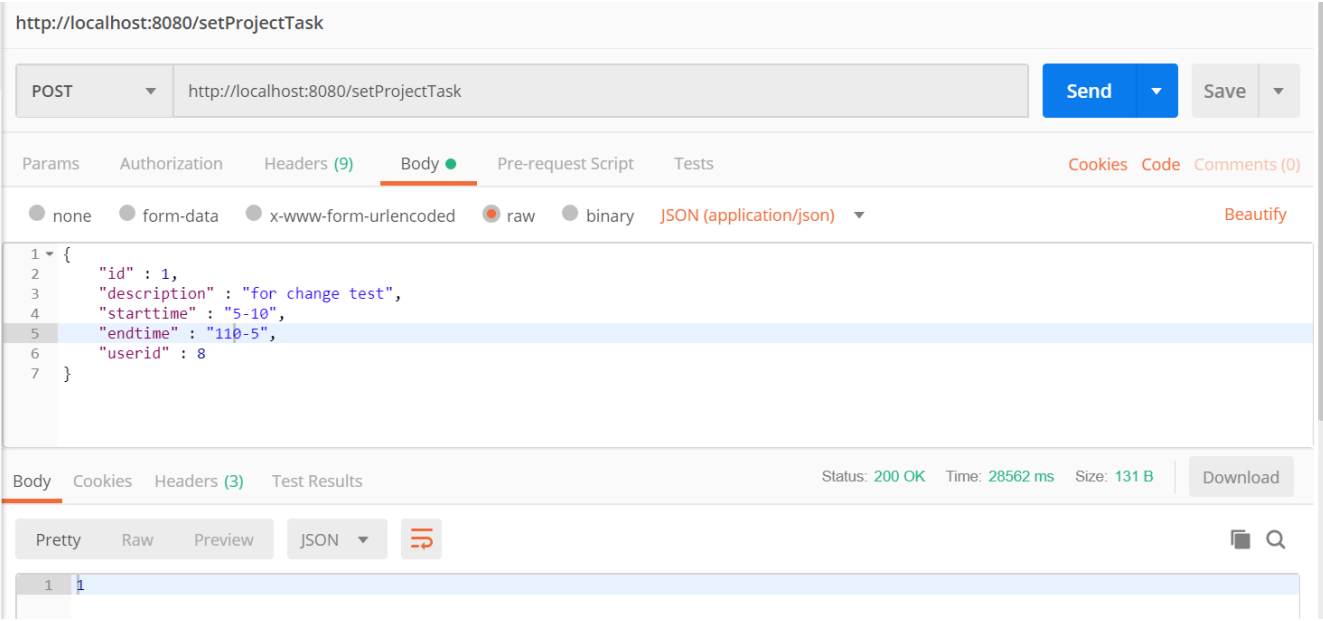 http://localhost:8080/setProjectTask
POST http://localhost:8080/setProjectTask Send Save
Params Authorization Headers (9) Body Pre-request Script Tests Cookies Code Comments (0)
none form-data x-www-form-urlencoded raw binary JSON (application/json) Beautify
1 {
2 "id" : 1,
3 "description" : "for change test",
4 "starttime" : "5-10",
5 "endtime" : "110-5",
6 "userid" : 8
7 }
Body Cookies Headers (3) Test Results Status: 200 OK Time: 28562 ms Size: 131 B Download
Pretty Raw Preview JSON
1 1